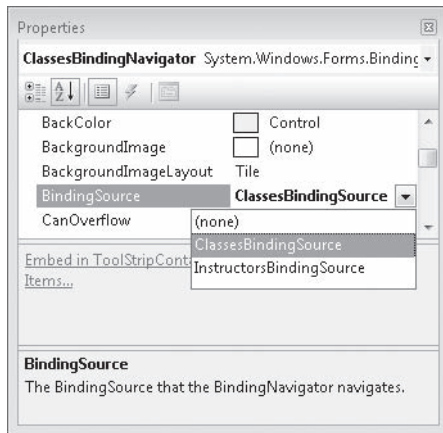 Properties
ClassesBindingNavigator System.Windows.Forms.Binding
BackColor Control
BackgroundImage (none)
BackgroundImageLayout Tile
BindingSource ClassesBindingSource
CanOverflow
(none)
ClassesBindingSource
InstructorsBindingSource
Embed in ToolStripConta
Items...
BindingSource
The BindingSource that the BindingNavigator navigates.